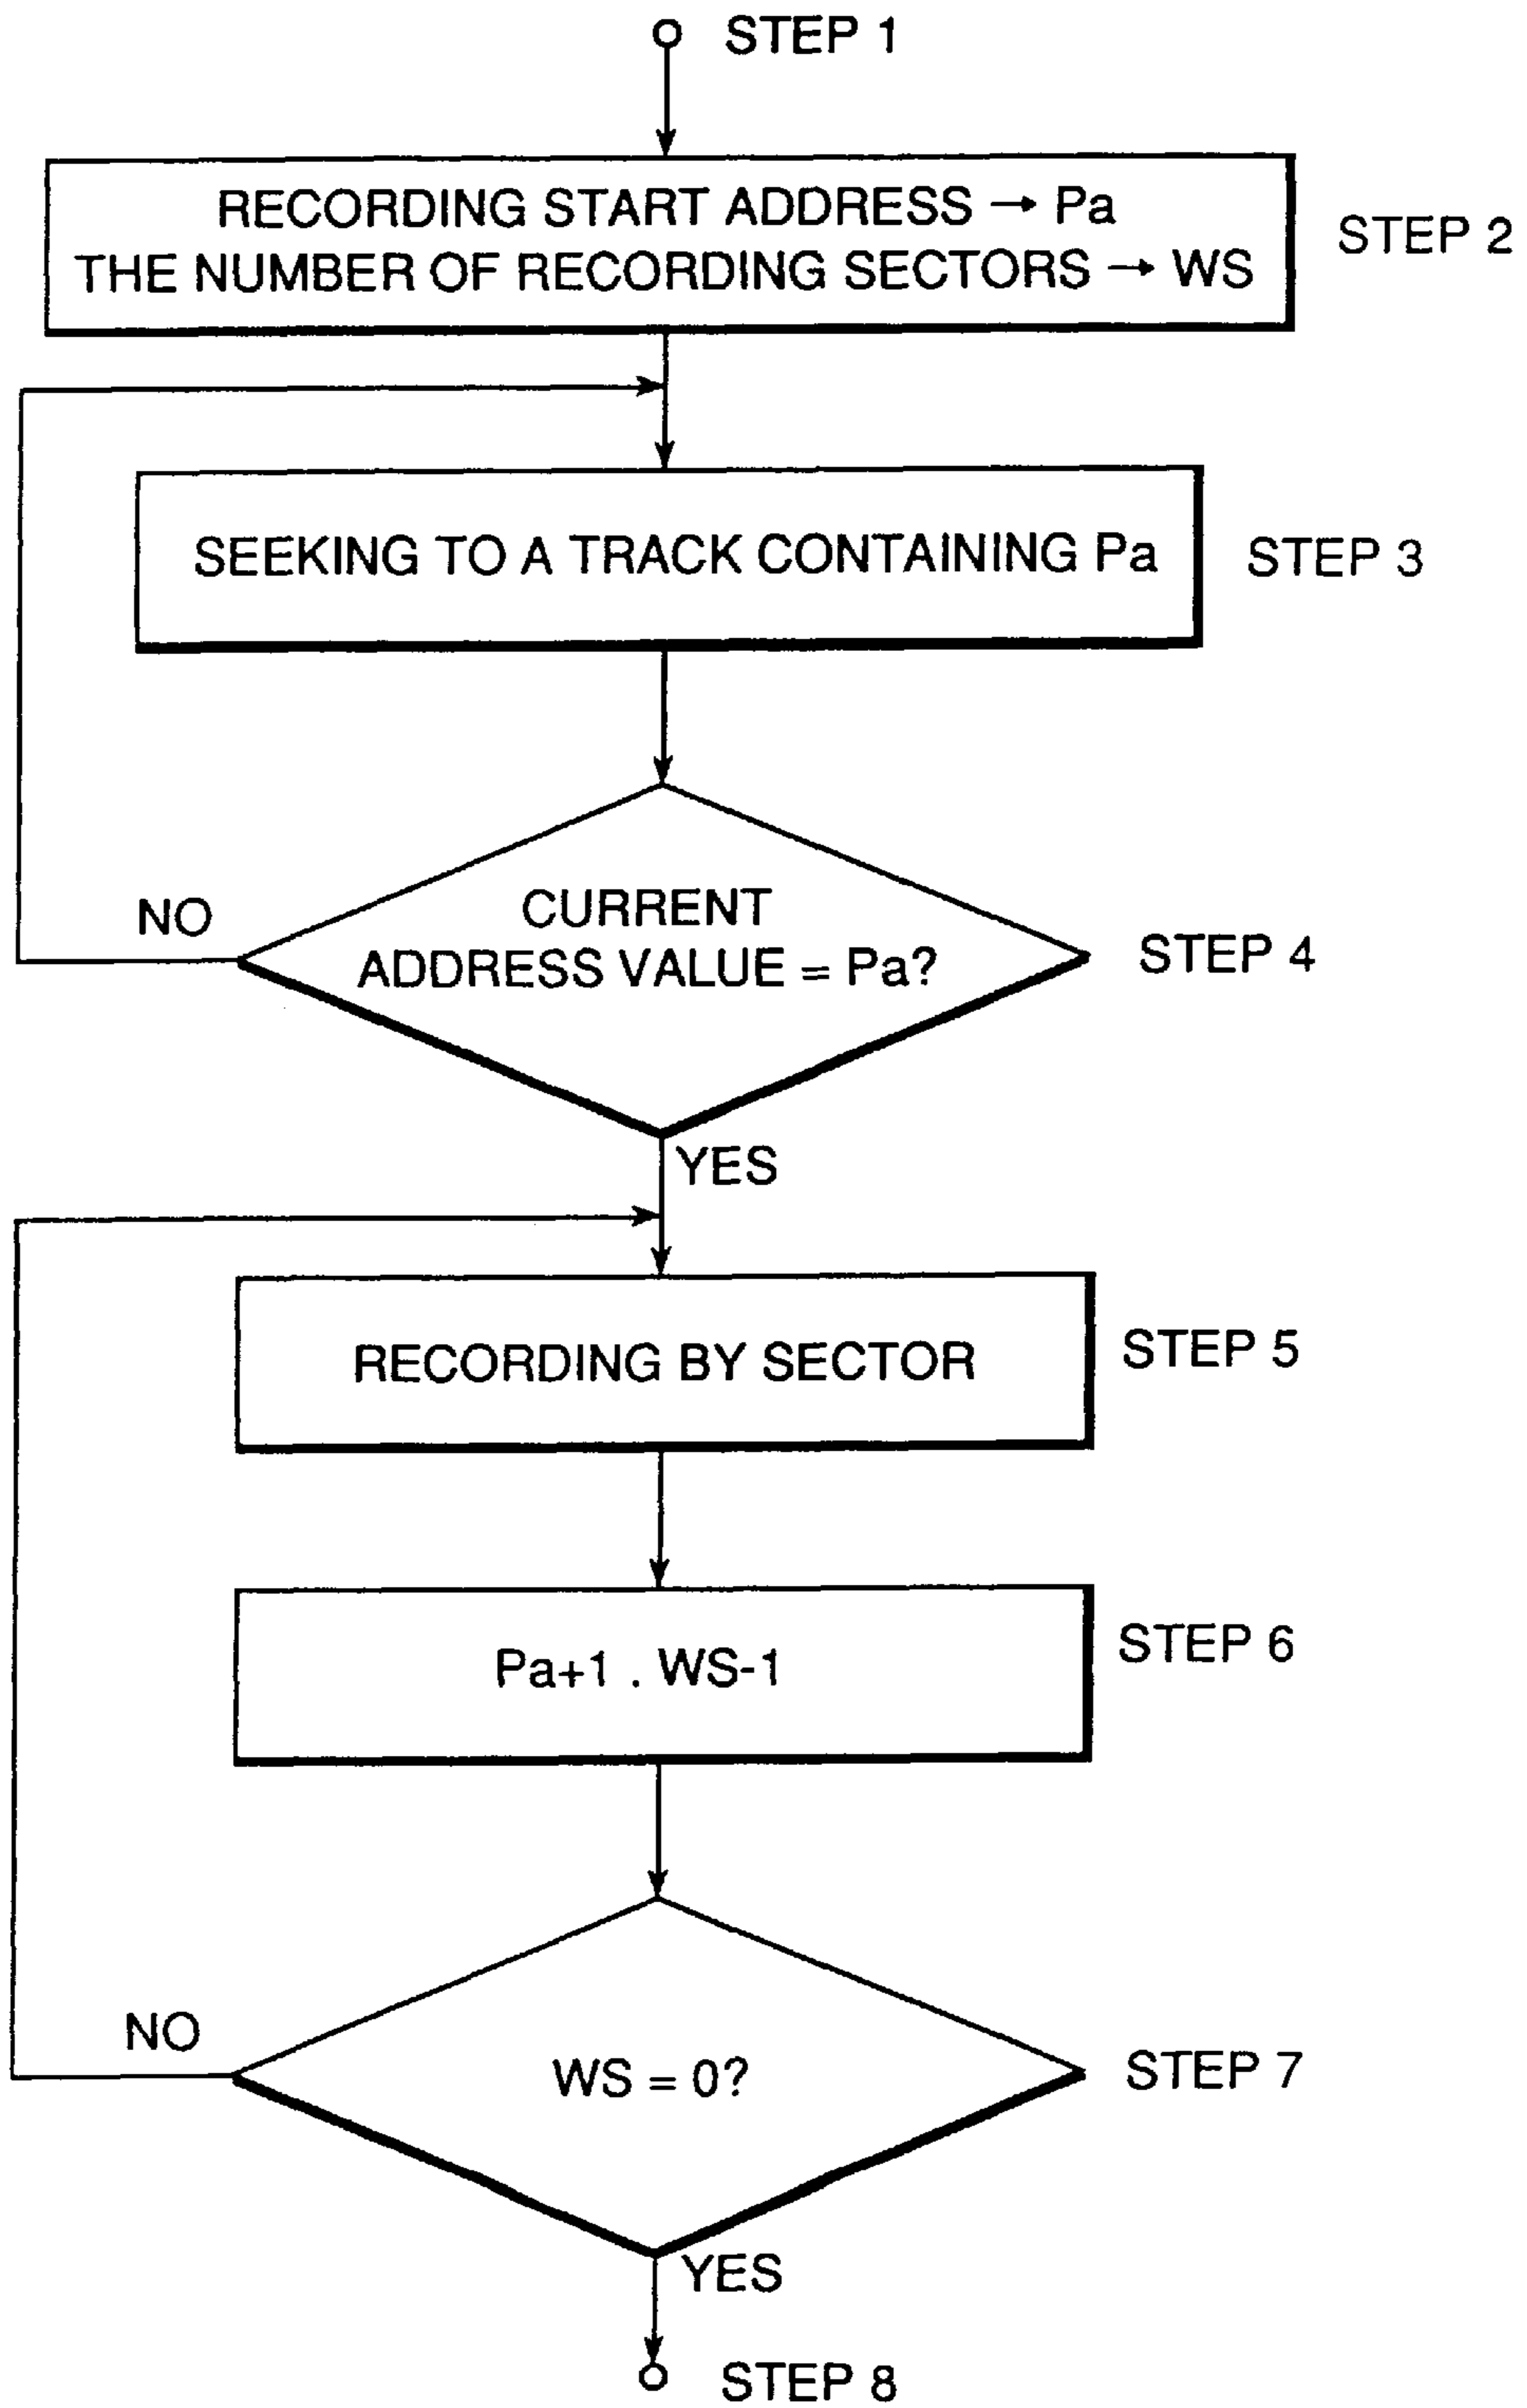 STEP 1
RECORDING START ADDRESS → Pa
THE NUMBER OF RECORDING SECTORS → WS
STEP 2
SEEKING TO A TRACK CONTAINING Pa
STEP 3
NO
CURRENT
ADDRESS VALUE = Pa?
STEP 4
YES
RECORDING BY SECTOR
STEP 5
Pa+1 . WS-1
STEP 6
NO
WS = 0?
STEP 7
YES
STEP 8